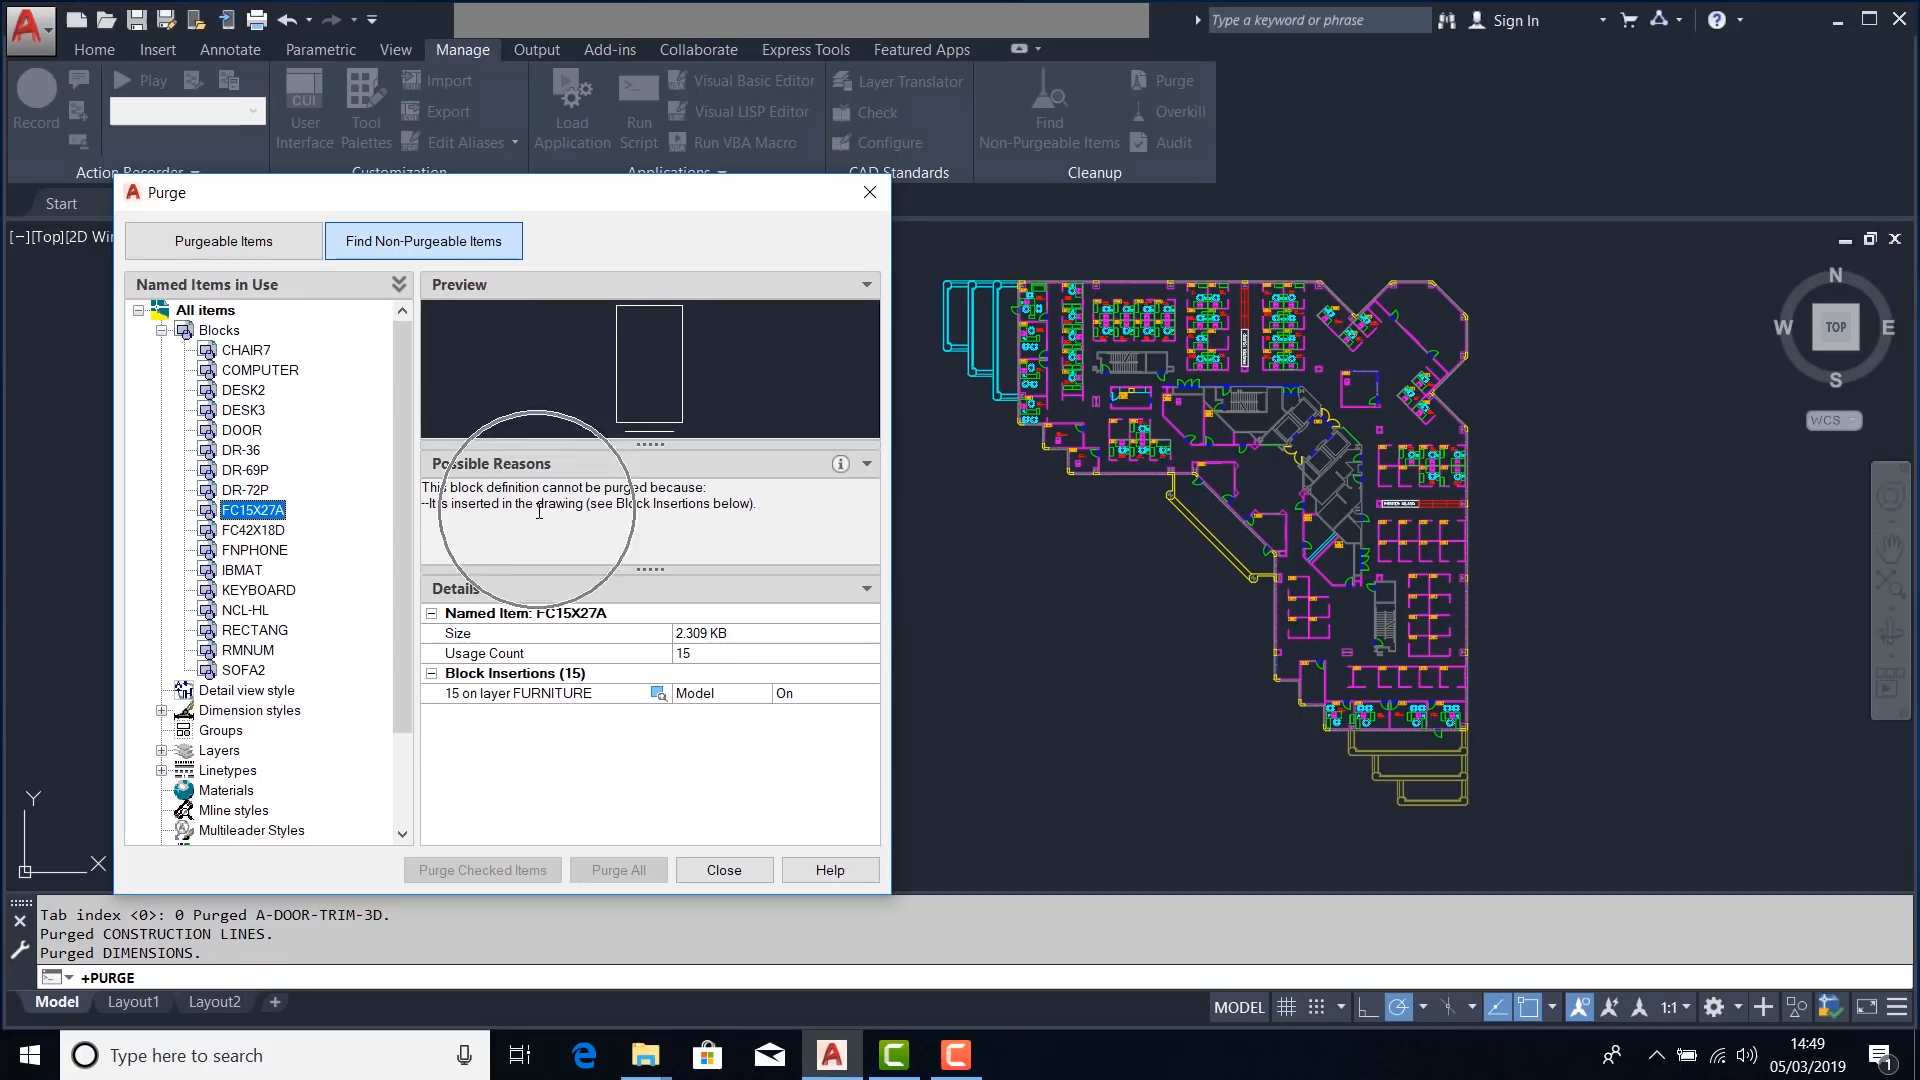 Type a keyword or phrase
Sign In
Home Insert Annotate Parametric View Manage Output Add-ins Collaborate Express Tools Featured Apps
Record
Play
CUI
User Interface
Tool Palettes
Import
Export
Edit Aliases
Load Application
Run Script
Visual Basic Editor
Visual LISP Editor
Run VBA Macro
Layer Translator
Check
Configure
Find Non-Purgeable Items
Purge
Overkill
Audit
Action Recorder
Customization
Applications
CAD Standards
Cleanup
Start
[−][Top][2D Wir
Purge
Purgeable Items
Find Non-Purgeable Items
Named Items in Use
All items
Blocks
CHAIR7
COMPUTER
DESK2
DESK3
DOOR
DR-36
DR-69P
DR-72P
FC15X27A
FC42X18D
FNPHONE
IBMAT
KEYBOARD
NCL-HL
RECTANG
RMNUM
SOFA2
Detail view style
Dimension styles
Groups
Layers
Linetypes
Materials
Mline styles
Multileader Styles
Preview
Possible Reasons
This block definition cannot be purged because:
--It is inserted in the drawing (see Block Insertions below).
Details
Named Item: FC15X27A
Size 2.309 KB
Usage Count 15
Block Insertions (15)
15 on layer FURNITURE Model On
Purge Checked Items
Purge All
Close
Help
N
W TOP E
S
WCS
Y
X
Tab index <0>: 0 Purged A-DOOR-TRIM-3D.
Purged CONSTRUCTION LINES.
Purged DIMENSIONS.
+PURGE
Model Layout1 Layout2 +
MODEL
1:1
Type here to search
14:49
05/03/2019
1